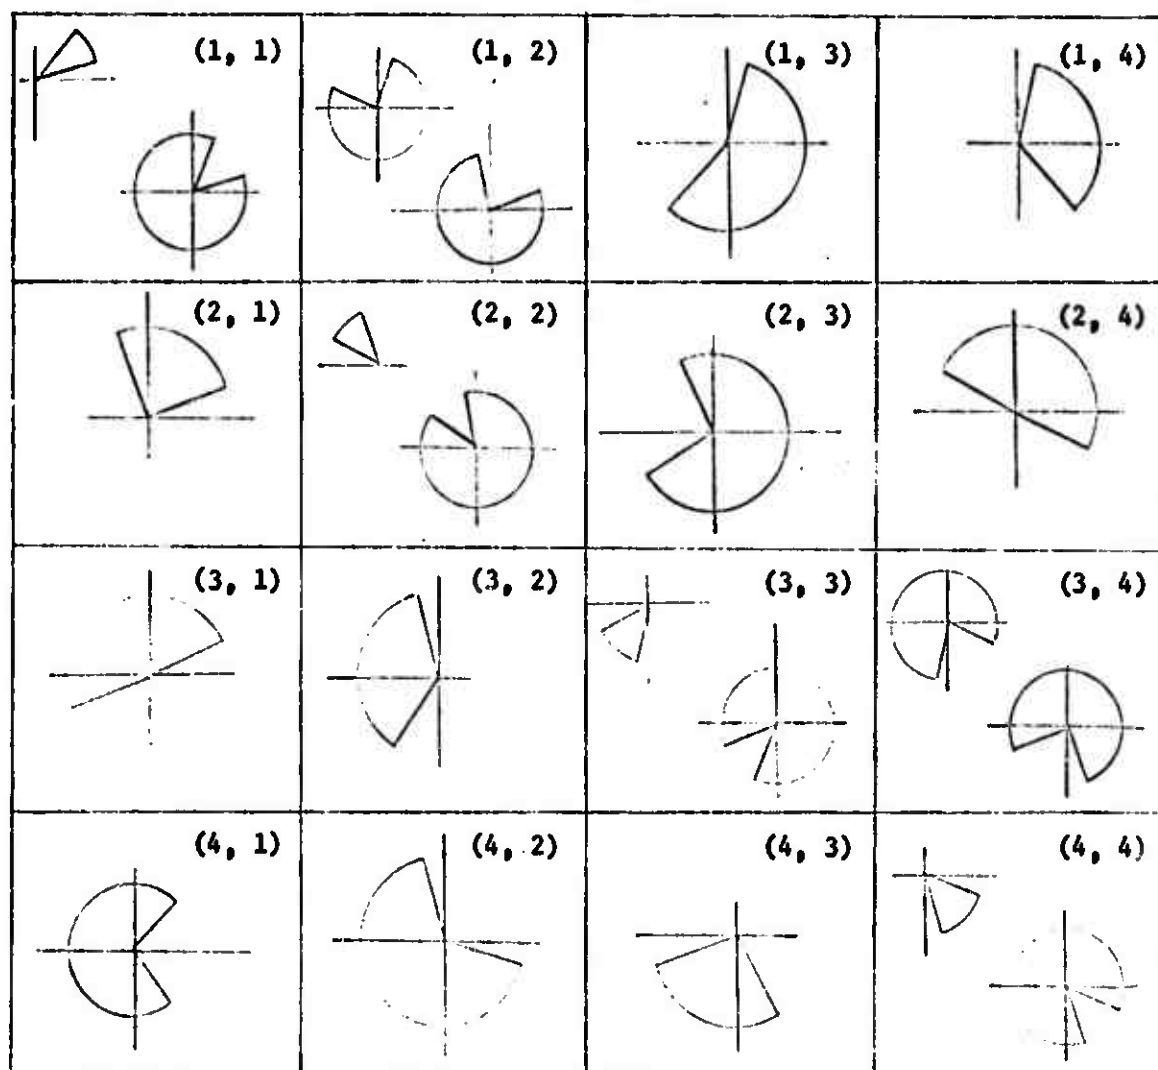 (1, 1) (1, 2) (1, 3) (1, 4)
(2, 1) (2, 2) (2, 3) (2, 4)
(3, 1) (3, 2) (3, 3) (3, 4)
(4, 1) (4, 2) (4, 3) (4, 4)